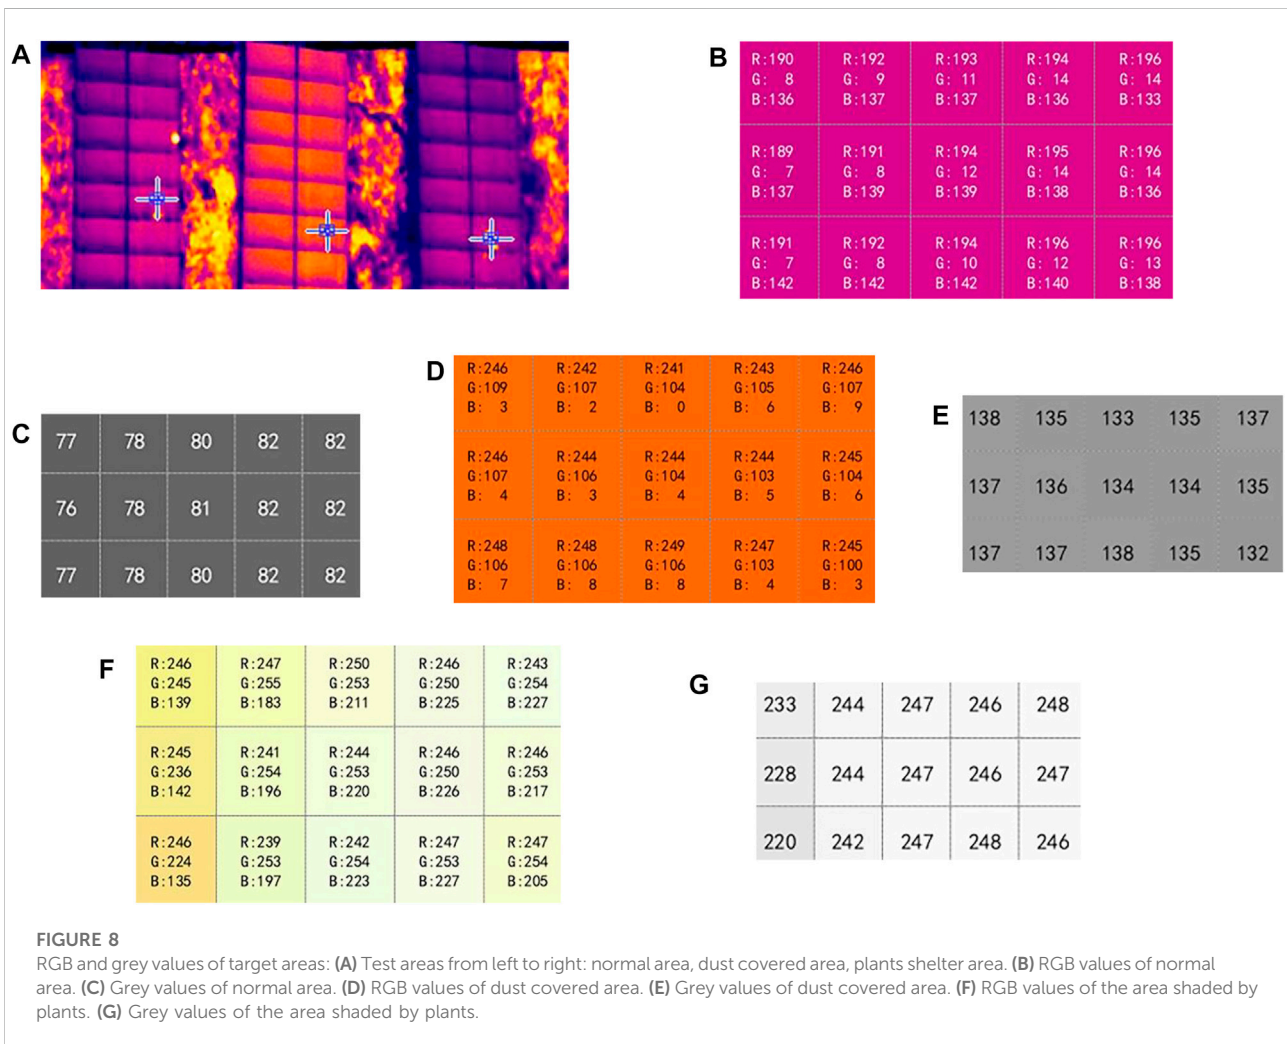 A
B
R:190 R:192 R:193 R:194 R:196
G: 8 G: 9 G: 11 G: 14 G: 14
B:136 B:137 B:137 B:136 B:133
R:189 R:191 R:194 R:195 R:196
G: 7 G: 8 G: 12 G: 14 G: 14
B:137 B:139 B:139 B:138 B:136
R:191 R:192 R:194 R:196 R:196
G: 7 G: 8 G: 10 G: 12 G: 13
B:142 B:142 B:142 B:140 B:138
C
77 78 80 82 82
76 78 81 82 82
77 78 80 82 82
D
R:246 R:242 R:241 R:243 R:246
G:109 G:107 G:104 G:105 G:107
B: 3 B: 2 B: 0 B: 6 B: 9
R:246 R:244 R:244 R:244 R:245
G:107 G:106 G:104 G:103 G:104
B: 4 B: 3 B: 4 B: 5 B: 6
R:248 R:248 R:249 R:247 R:245
G:106 G:106 G:106 G:103 G:100
B: 7 B: 8 B: 8 B: 4 B: 3
E
138 135 133 135 137
137 136 134 134 135
137 137 138 135 132
F
R:246 R:247 R:250 R:246 R:243
G:245 G:255 G:253 G:250 G:254
B:139 B:183 B:211 B:225 B:227
R:245 R:241 R:244 R:246 R:246
G:236 G:254 G:253 G:250 G:253
B:142 B:196 B:220 B:226 B:217
R:246 R:239 R:242 R:247 R:247
G:224 G:253 G:254 G:253 G:254
B:135 B:197 B:223 B:227 B:205
G
233 244 247 246 248
228 244 247 246 247
220 242 247 248 246
FIGURE 8
RGB and grey values of target areas: (A) Test areas from left to right: normal area, dust covered area, plants shelter area. (B) RGB values of normal
area. (C) Grey values of normal area. (D) RGB values of dust covered area. (E) Grey values of dust covered area. (F) RGB values of the area shaded by
plants. (G) Grey values of the area shaded by plants.